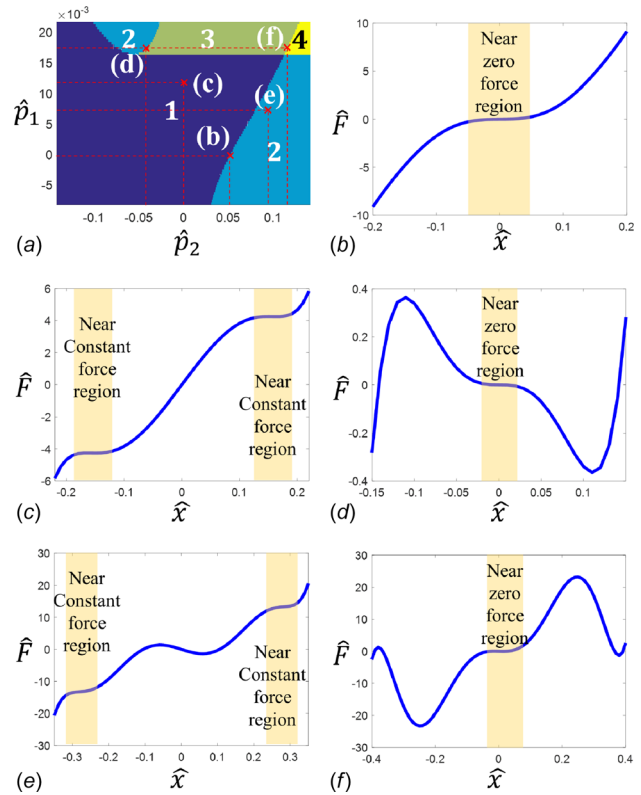 20 ×10⁻³
15
10
5
0
-5
p̂₁
2 3 (f) 4
(d)
(c)
1 (e)
(b) 2
-0.1 -0.05 0 0.05 0.1
(a) p̂₂
10
5
0
-5
-10
F̂
Near
zero
force
region
-0.2 -0.1 0 0.1 0.2
(b) x̂
6
4
2
0
-2
-4
-6
F̂
Near
Constant
force
region
Near
Constant
force
region
-0.2 -0.1 0 0.1 0.2
(c) x̂
0.4
0.2
0
-0.2
-0.4
F̂
Near
zero
force
region
-0.15 -0.1 -0.05 0 0.05 0.1
(d) x̂
30
20
10
0
-10
-20
-30
F̂
Near
Constant
force
region
Near
Constant
force
region
-0.3 -0.2 -0.1 0 0.1 0.2 0.3
(e) x̂
30
20
10
0
-10
-20
-30
F̂
Near
zero
force
region
-0.4 -0.2 0 0.2 0.4
(f) x̂